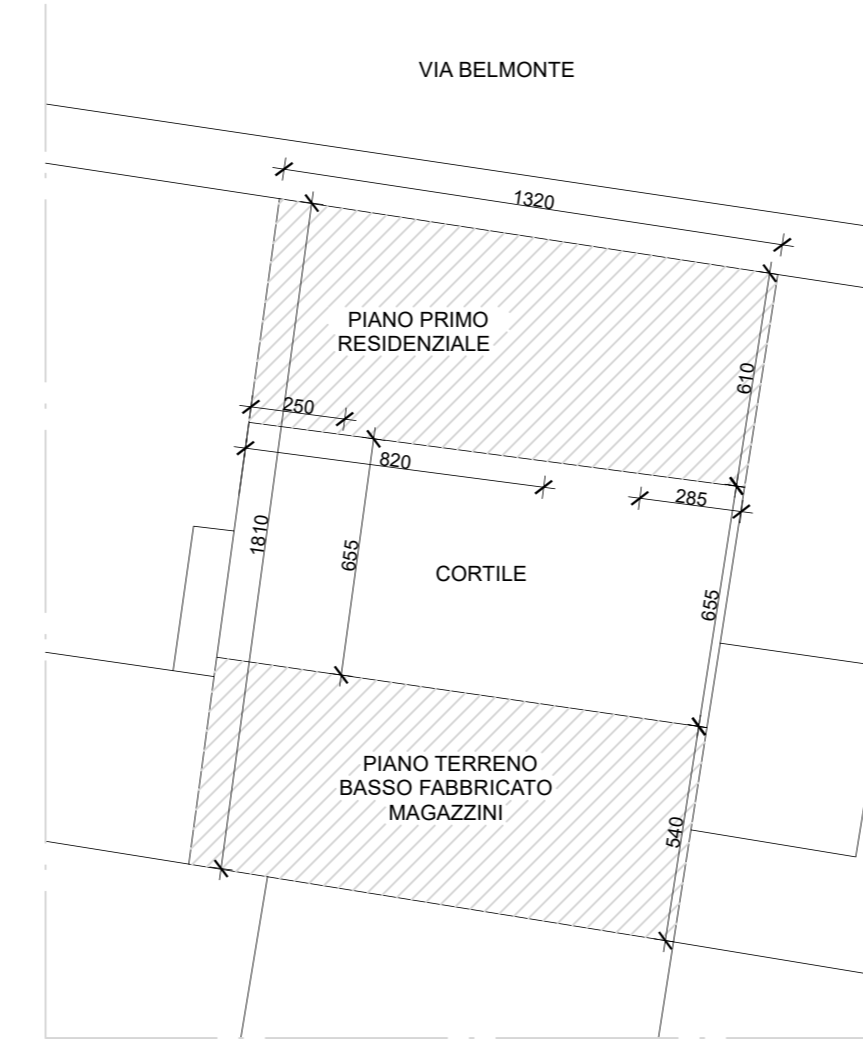 VIA BELMONTE
1320
PIANO PRIMO
RESIDENZIALE
610
250
820
285
1810
655
CORTILE
655
PIANO TERRENO
BASSO FABBRICATO
MAGAZZINI
540